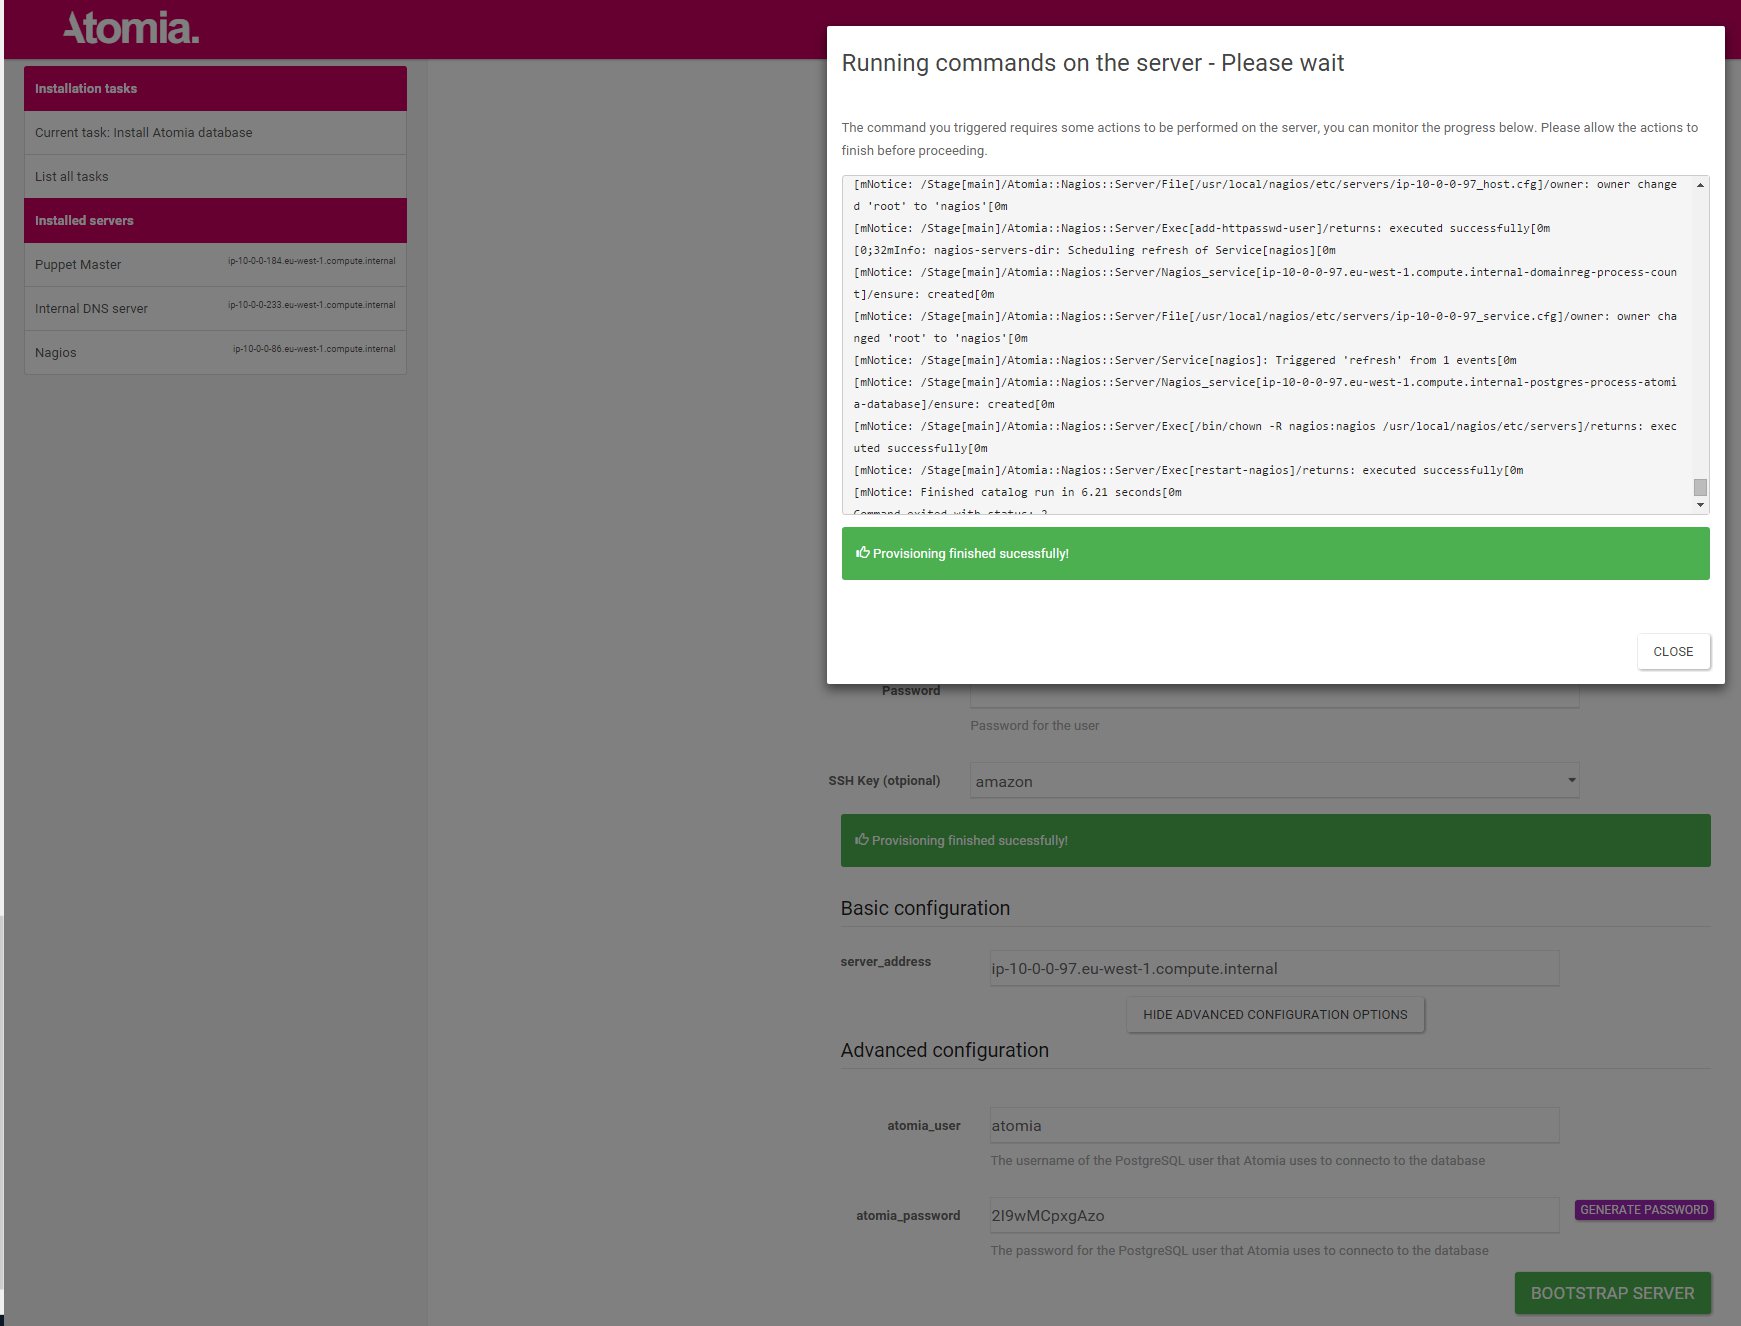 Atomia.
Installation tasks
Current task: Install Atomia database
List all tasks
Installed servers
Puppet Master ip-10-0-0-184.eu-west-1.compute.internal
Internal DNS server ip-10-0-0-233.eu-west-1.compute.internal
Nagios ip-10-0-0-86.eu-west-1.compute.internal
Running commands on the server - Please wait
The command you triggered requires some actions to be performed on the server, you can monitor the progress below. Please allow the actions to
finish before proceeding.
[mNotice: /Stage[main]/Atomia::Nagios::Server/File[/usr/local/nagios/etc/servers/ip-10-0-0-97_host.cfg]/owner: owner change
d 'root' to 'nagios'[0m
[mNotice: /Stage[main]/Atomia::Nagios::Server/Exec[add-httpasswd-user]/returns: executed successfully[0m
[0;32mInfo: nagios-servers-dir: Scheduling refresh of Service[nagios][0m
[mNotice: /Stage[main]/Atomia::Nagios::Server/Nagios_service[ip-10-0-0-97.eu-west-1.compute.internal-domainreg-process-coun
t]/ensure: created[0m
[mNotice: /Stage[main]/Atomia::Nagios::Server/File[/usr/local/nagios/etc/servers/ip-10-0-0-97_service.cfg]/owner: owner cha
nged 'root' to 'nagios'[0m
[mNotice: /Stage[main]/Atomia::Nagios::Server/Service[nagios]: Triggered 'refresh' from 1 events[0m
[mNotice: /Stage[main]/Atomia::Nagios::Server/Nagios_service[ip-10-0-0-97.eu-west-1.compute.internal-postgres-process-atomi
a-database]/ensure: created[0m
[mNotice: /Stage[main]/Atomia::Nagios::Server/Exec[/bin/chown -R nagios:nagios /usr/local/nagios/etc/servers]/returns: exec
uted successfully[0m
[mNotice: /Stage[main]/Atomia::Nagios::Server/Exec[restart-nagios]/returns: executed successfully[0m
[mNotice: Finished catalog run in 6.21 seconds[0m
Command exited with status: 2
Provisioning finished sucessfully!
CLOSE
Password
Password for the user
SSH Key (otpional) amazon
Provisioning finished sucessfully!
Basic configuration
server_address ip-10-0-0-97.eu-west-1.compute.internal
HIDE ADVANCED CONFIGURATION OPTIONS
Advanced configuration
atomia_user atomia
The username of the PostgreSQL user that Atomia uses to connecto to the database
atomia_password 2I9wMCpxgAzo GENERATE PASSWORD
The password for the PostgreSQL user that Atomia uses to connecto to the database
BOOTSTRAP SERVER